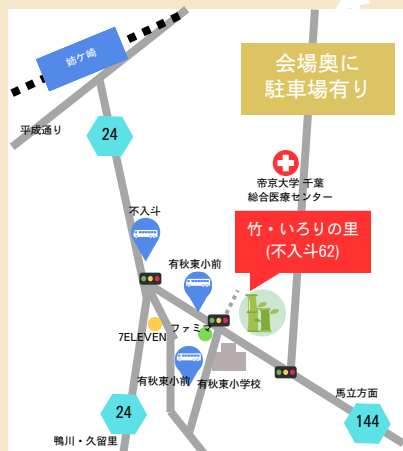 姉ケ崎
会場奥に
駐車場有り
平成通り
24
帝京大学 千葉
総合医療センター
不入斗
竹・いろりの里
(不入斗62)
有秋東小前
ファミマ
7ELEVEN
有秋東小前
有秋東小学校
馬立方面
24
144
鴨川・久留里